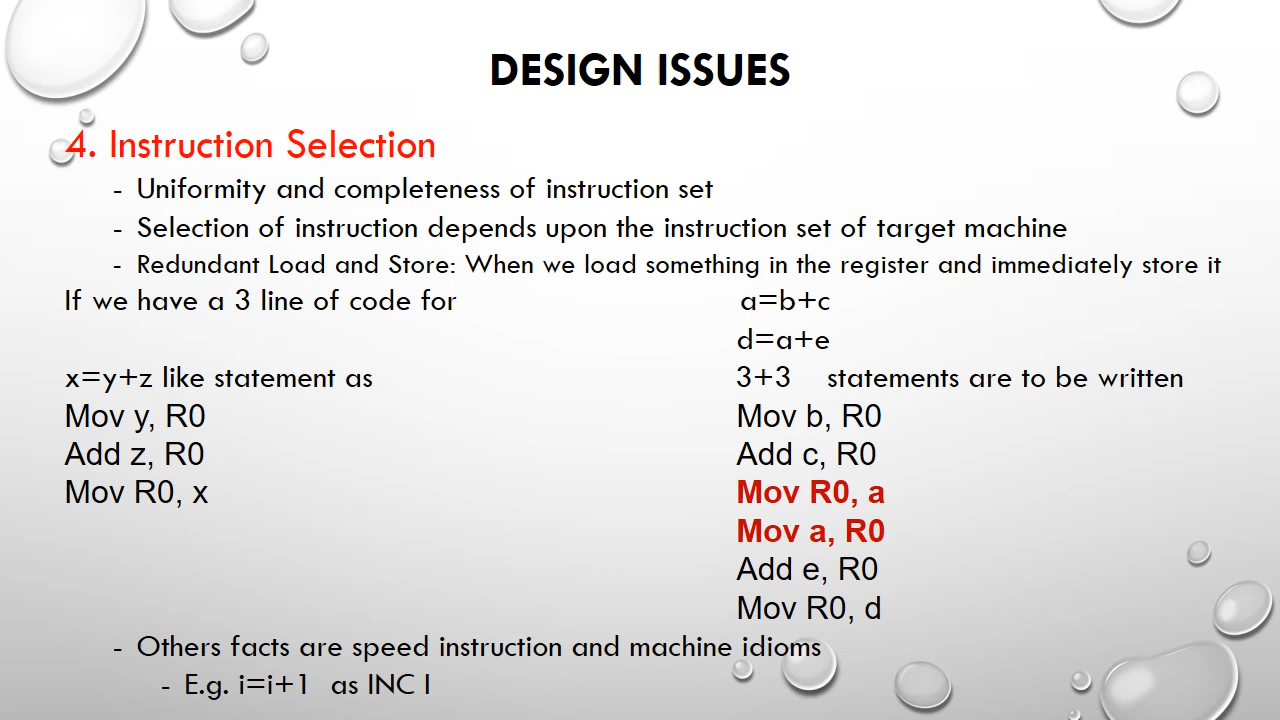 DESIGN ISSUES
4. Instruction Selection
- Uniformity and completeness of instruction set
- Selection of instruction depends upon the instruction set of target machine
- Redundant Load and Store: When we load something in the register and immediately store it
If we have a 3 line of code for
x=y+z like statement as
Mov y, R0
Add z, R0
Mov R0, x
a=b+c
d=a+e
3+3 statements are to be written
Mov b, R0
Add c, R0
Mov R0, a
Mov a, R0
Add e, R0
Mov R0, d
- Others facts are speed instruction and machine idioms
- E.g. i=i+1 as INC I